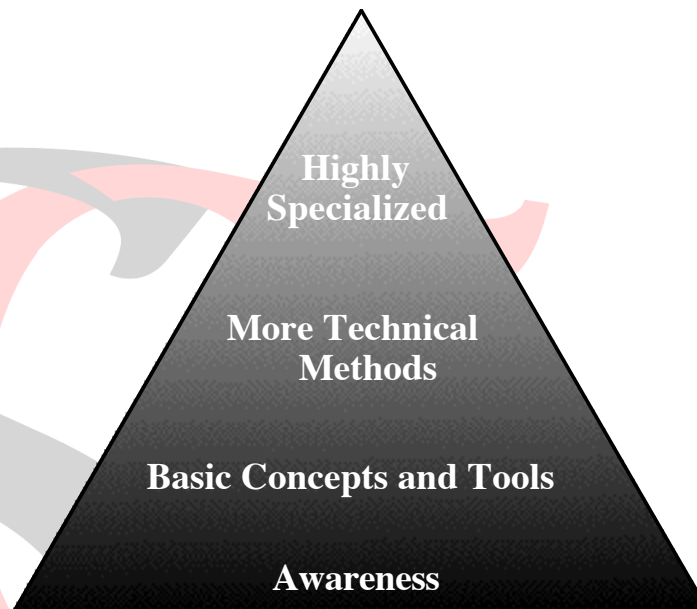 Highly
Specialized
More Technical
Methods
Basic Concepts and Tools
Awareness